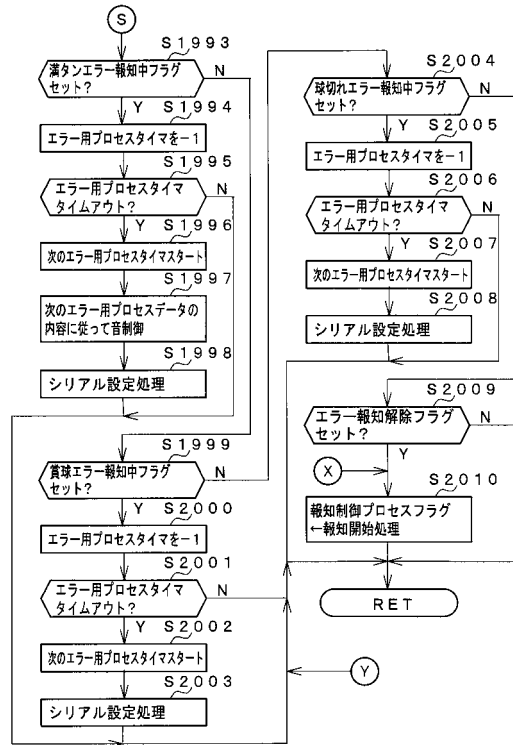 S
S1993
満タンエラー報知中フラグ
セット?
N
Y
S1994
エラー用プロセスタイマを−1
S1995
エラー用プロセスタイマ
タイムアウト?
N
Y
S1996
次のエラー用プロセスタイマスタート
S1997
次のエラー用プロセスデータの
内容に従って音制御
S1998
シリアル設定処理
S1999
賞球エラー報知中フラグ
セット?
N
Y
S2000
エラー用プロセスタイマを−1
S2001
エラー用プロセスタイマ
タイムアウト?
N
Y
S2002
次のエラー用プロセスタイマスタート
S2003
シリアル設定処理
S2004
球切れエラー報知中フラグ
セット?
N
Y
S2005
エラー用プロセスタイマを−1
S2006
エラー用プロセスタイマ
タイムアウト?
N
Y
S2007
次のエラー用プロセスタイマスタート
S2008
シリアル設定処理
S2009
エラー報知解除フラグ
セット?
N
Y
X
S2010
報知制御プロセスフラグ
←報知開始処理
RET
Y